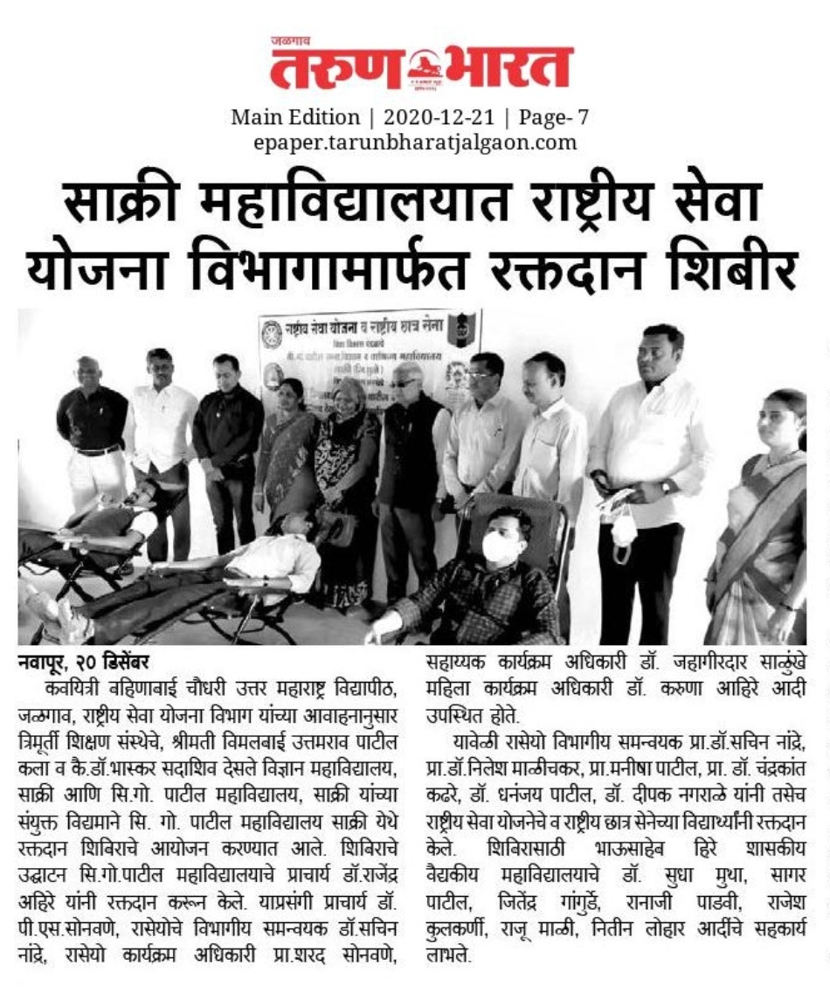 जळगाव
तरुण भारत
Main Edition | 2020-12-21 | Page- 7
epaper.tarunbharatjalgaon.com
साक्री महाविद्यालयात राष्ट्रीय सेवा
योजना विभागामार्फत रक्तदान शिबीर
राष्ट्रीय सेवा योजना व राष्ट्रीय छात्र सेना
नवापूर, २० डिसेंबर
कवयित्री बहिणाबाई चौधरी उत्तर महाराष्ट्र विद्यापीठ,
जळगाव, राष्ट्रीय सेवा योजना विभाग यांच्या आवाहनानुसार
त्रिमूर्ती शिक्षण संस्थेचे, श्रीमती विमलबाई उत्तमराव पाटील
कला व कै.डॉ.भास्कर सदाशिव देसले विज्ञान महाविद्यालय,
साक्री आणि सि.गो. पाटील महाविद्यालय, साक्री यांच्या
संयुक्त विद्यमाने सि. गो. पाटील महाविद्यालय साक्री येथे
रक्तदान शिबिराचे आयोजन करण्यात आले. शिबिराचे
उद्घाटन सि.गो.पाटील महाविद्यालयाचे प्राचार्य डॉ.राजेंद्र
अहिरे यांनी रक्तदान करून केले. याप्रसंगी प्राचार्य डॉ.
पी.एस.सोनवणे, रासेयोचे विभागीय समन्वयक डॉ.सचिन
नांद्रे, रासेयो कार्यक्रम अधिकारी प्रा.शरद सोनवणे,
सहाय्यक कार्यक्रम अधिकारी डॉ. जहागीरदार साळुंखे
महिला कार्यक्रम अधिकारी डॉ. करुणा आहिरे आदी
उपस्थित होते.
यावेळी रासेयो विभागीय समन्वयक प्रा.डॉ.सचिन नांद्रे,
प्रा.डॉ.निलेश माळीचकर, प्रा.मनीषा पाटील, प्रा. डॉ. चंद्रकांत
कढरे, डॉ. धनंजय पाटील, डॉ. दीपक नगराळे यांनी तसेच
राष्ट्रीय सेवा योजनेचे व राष्ट्रीय छात्र सेनेच्या विद्यार्थ्यांनी रक्तदान
केले. शिबिरासाठी भाऊसाहेब हिरे शासकीय
वैद्यकीय महाविद्यालयाचे डॉ. सुधा मुथा, सागर
पाटील, जितेंद्र गांगुर्डे, रानाजी पाडवी, राजेश
कुलकर्णी, राजू माळी, नितीन लोहार आदींचे सहकार्य
लाभले.